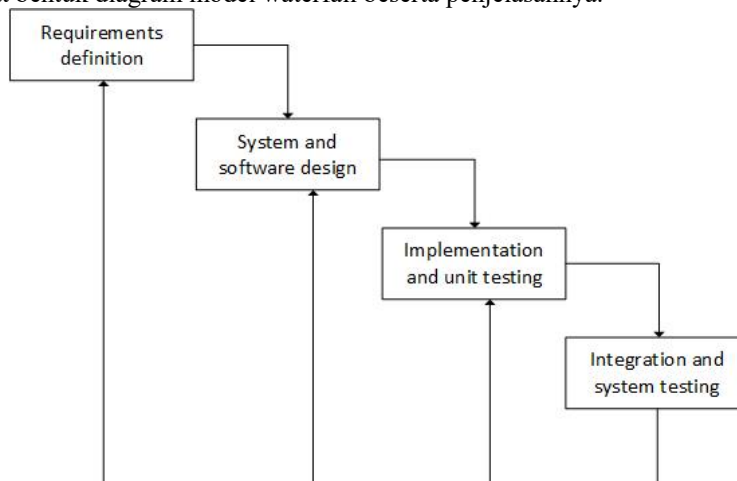 bentuk diagram model waterfall beserta penjelasannya.
Requirements
definition
System and
software design
Implementation
and unit testing
Integration and
system testing